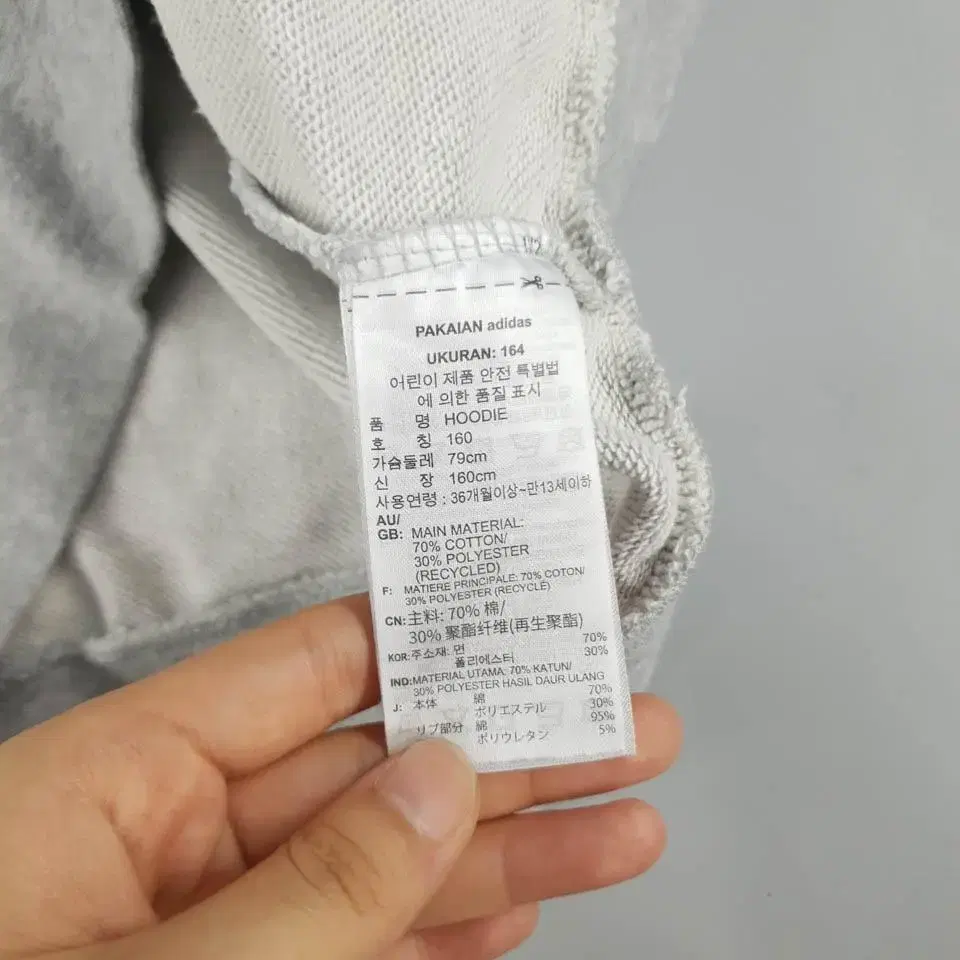 PAKAIAN adidas
UKURAN: 164
어린이 제품 안전 특별법
에 의한 품질 표시
품 명 HOODIE
호 칭 160
가슴둘레 79cm
신 장 160cm
사용연령 : 36개월이상~만13세이하
AU/
GB: MAIN MATERIAL:
70% COTTON/
30% POLYESTER
(RECYCLED)
F: MATIERE PRINCIPALE: 70% COTON/
30% POLYESTER (RECYCLÉ)
CN: 主料: 70% 棉/
30% 聚酯纤维(再生聚酯)
KOR: 주소재: 면 70%
폴리에스터 30%
IND: MATERIAL UTAMA: 70% KATUN/
30% POLYESTER HASIL DAUR ULANG
J: 本体 綿 70%
ポリエステル 30%
リブ部分 綿 95%
ポリウレタン 5%